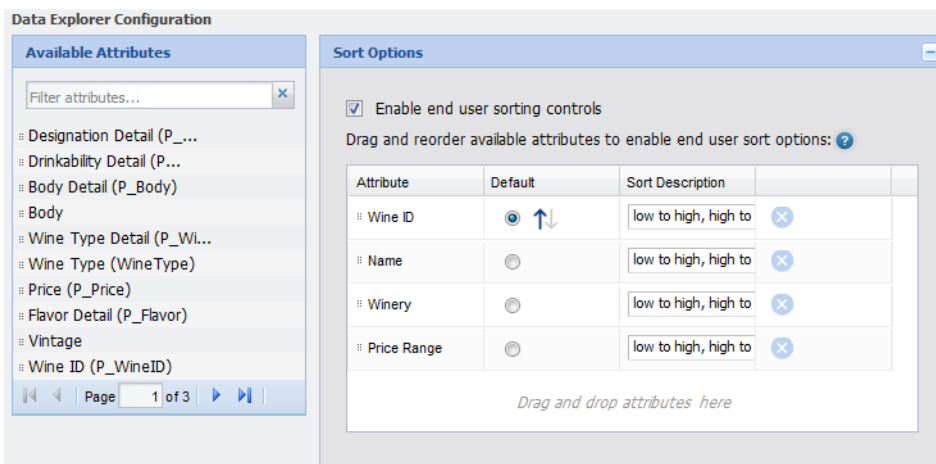 Data Explorer Configuration
Available Attributes
Filter attributes...
Designation Detail (P_...
Drinkability Detail (P...
Body Detail (P_Body)
Body
Wine Type Detail (P_Wi...
Wine Type (WineType)
Price (P_Price)
Flavor Detail (P_Flavor)
Vintage
Wine ID (P_WineID)
Page 1 of 3
Sort Options
Enable end user sorting controls
Drag and reorder available attributes to enable end user sort options: ?
Attribute Default Sort Description
Wine ID low to high, high to
Name low to high, high to
Winery low to high, high to
Price Range low to high, high to
Drag and drop attributes here